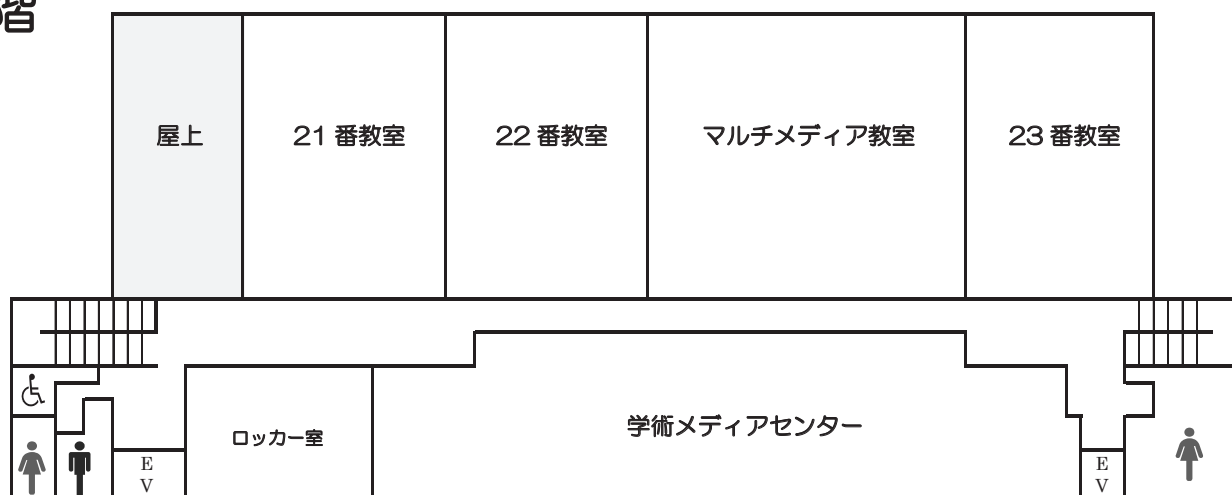 階
屋上
21 番教室
22 番教室
マルチメディア教室
23 番教室
学術メディアセンター
ロッカー室
E
V
E
V